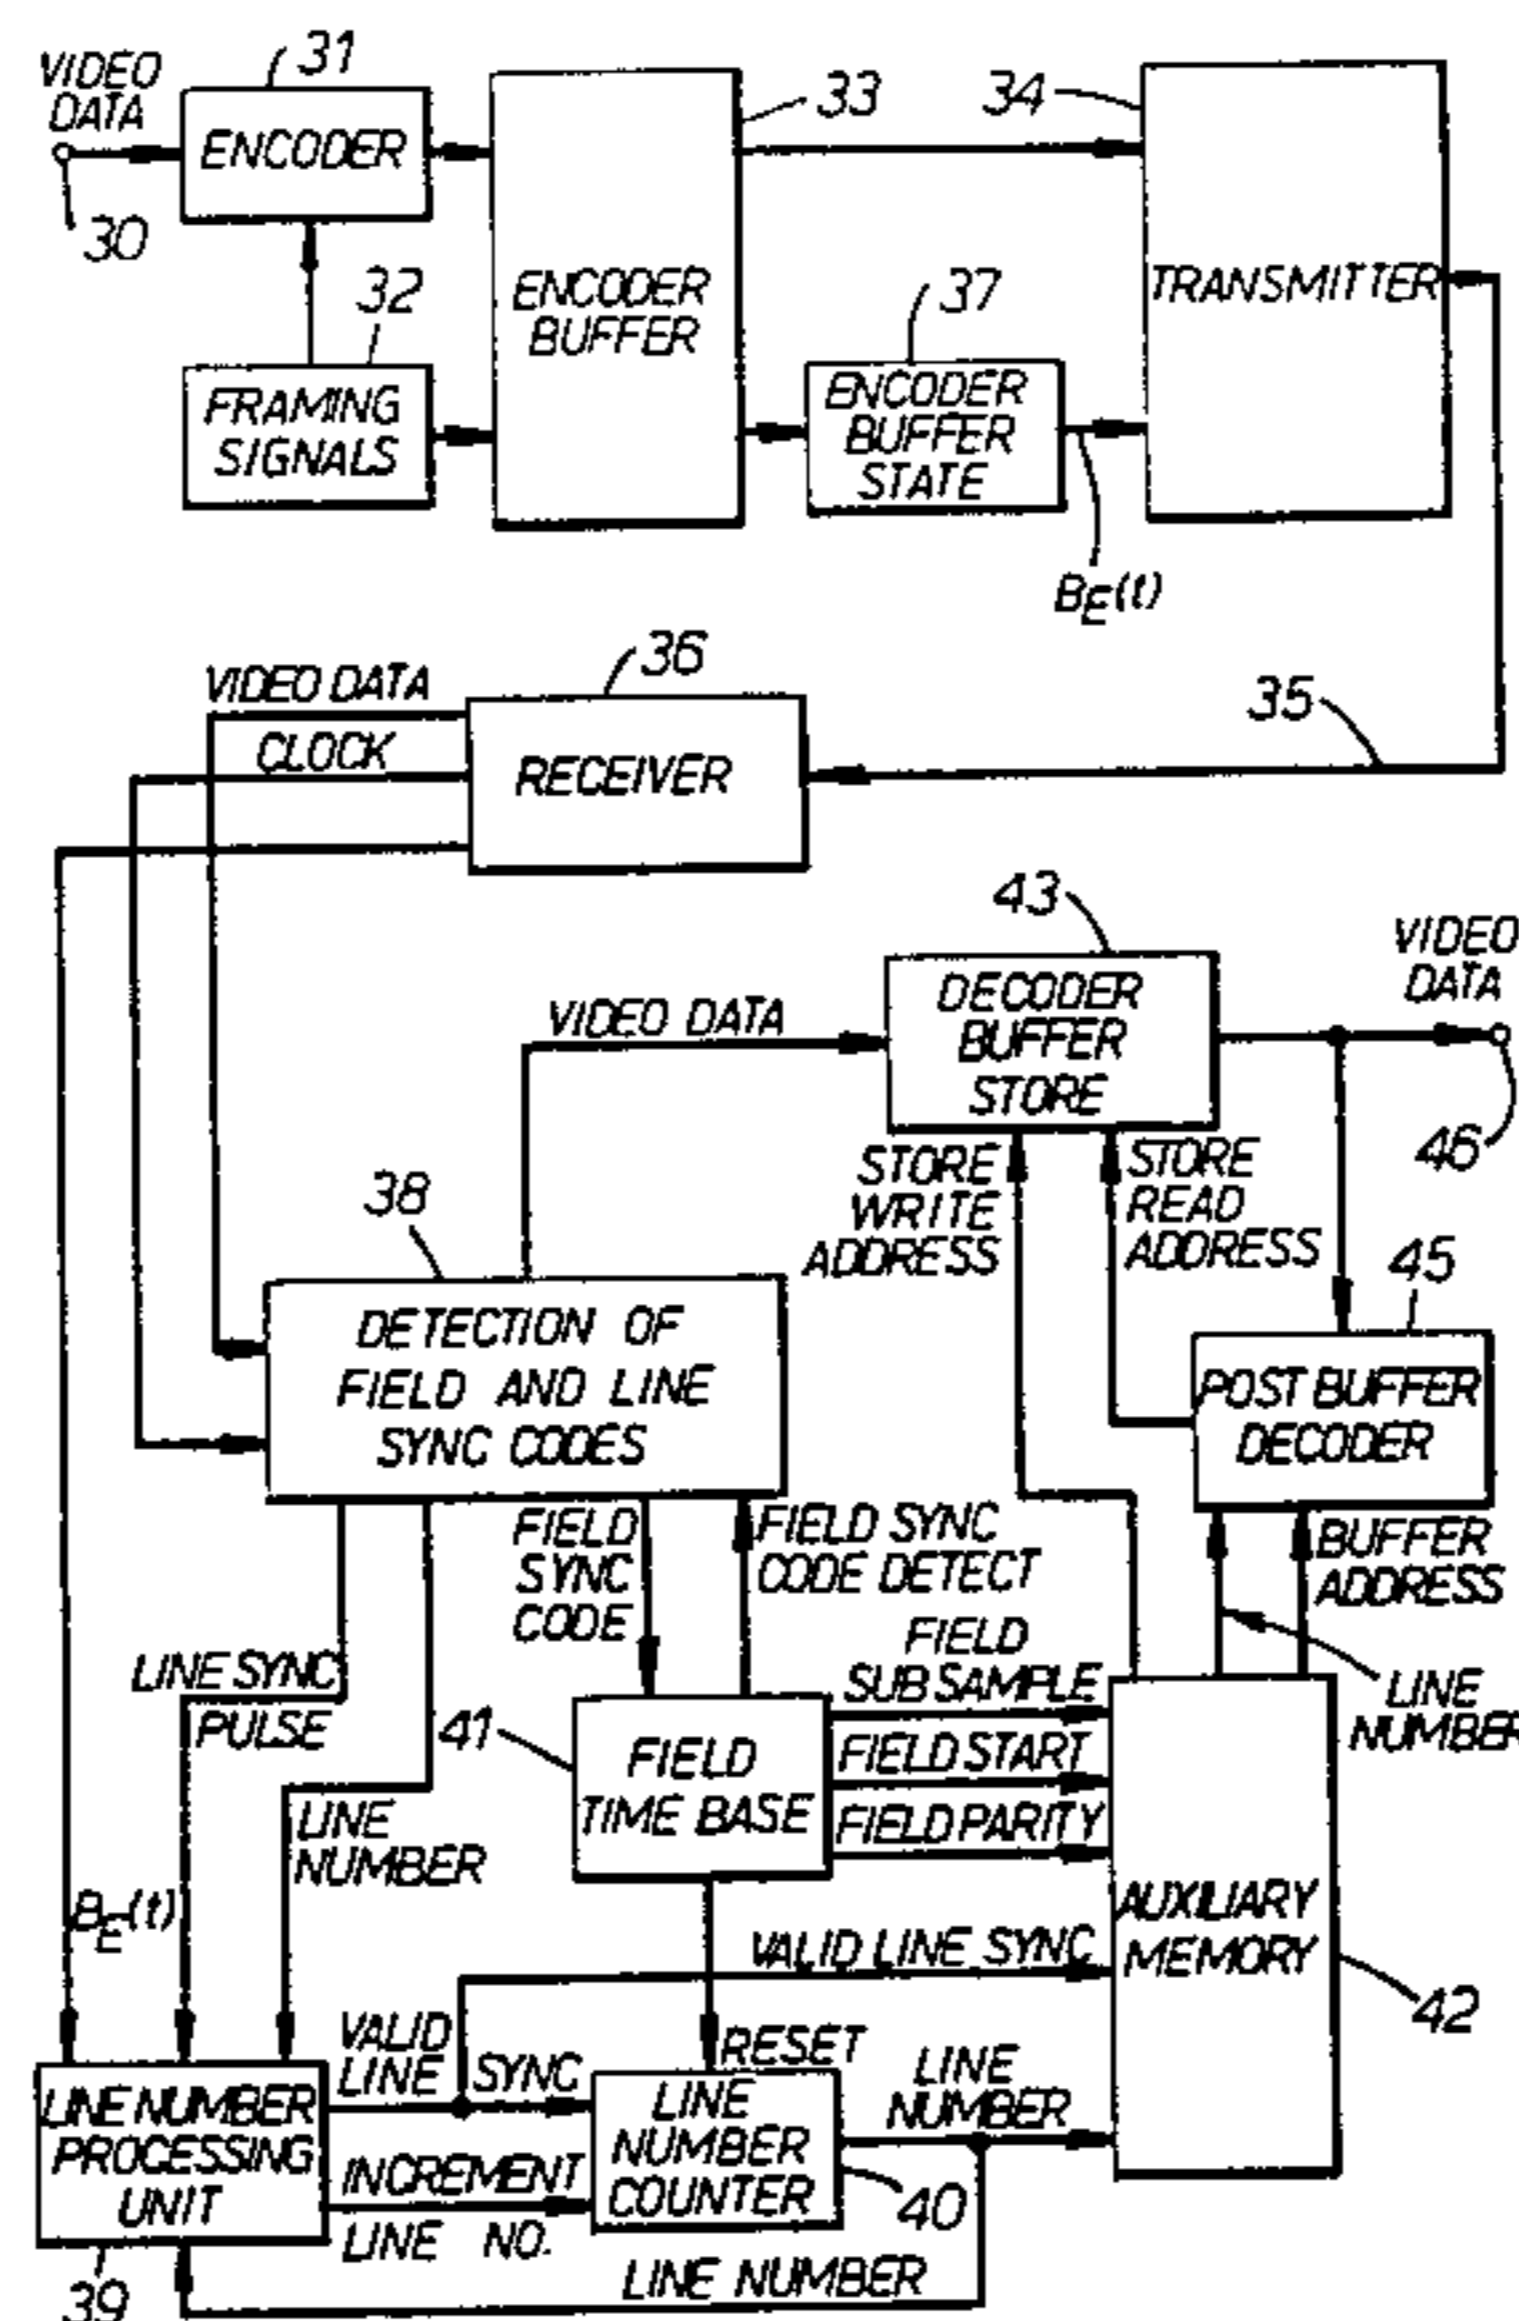 VIDEO
DATA
30
31
ENCODER
32
FRAMING
SIGNALS
33
ENCODER
BUFFER
34
TRANSMITTER
37
ENCODER
BUFFER
STATE
BE(t)
35
36
RECEIVER
VIDEO DATA
CLOCK
43
DECODER
BUFFER
STORE
VIDEO
DATA
46
VIDEO DATA
STORE
WRITE
ADDRESS
STORE
READ
ADDRESS
45
POST BUFFER
DECODER
38
DETECTION OF
FIELD AND LINE
SYNC CODES
FIELD
SYNC
CODE
FIELD SYNC
CODE DETECT
BUFFER
ADDRESS
LINE
NUMBER
LINE SYNC
PULSE
LINE
NUMBER
41
FIELD
TIME BASE
FIELD
SUB SAMPLE
FIELD START
FIELD PARITY
AUXILIARY
MEMORY
42
BE(t)
VALID LINE SYNC
RESET
VALID
LINE SYNC
LINE NUMBER
PROCESSING
UNIT
39
INCREMENT
LINE NO.
LINE
NUMBER
COUNTER
40
LINE
NUMBER
LINE NUMBER